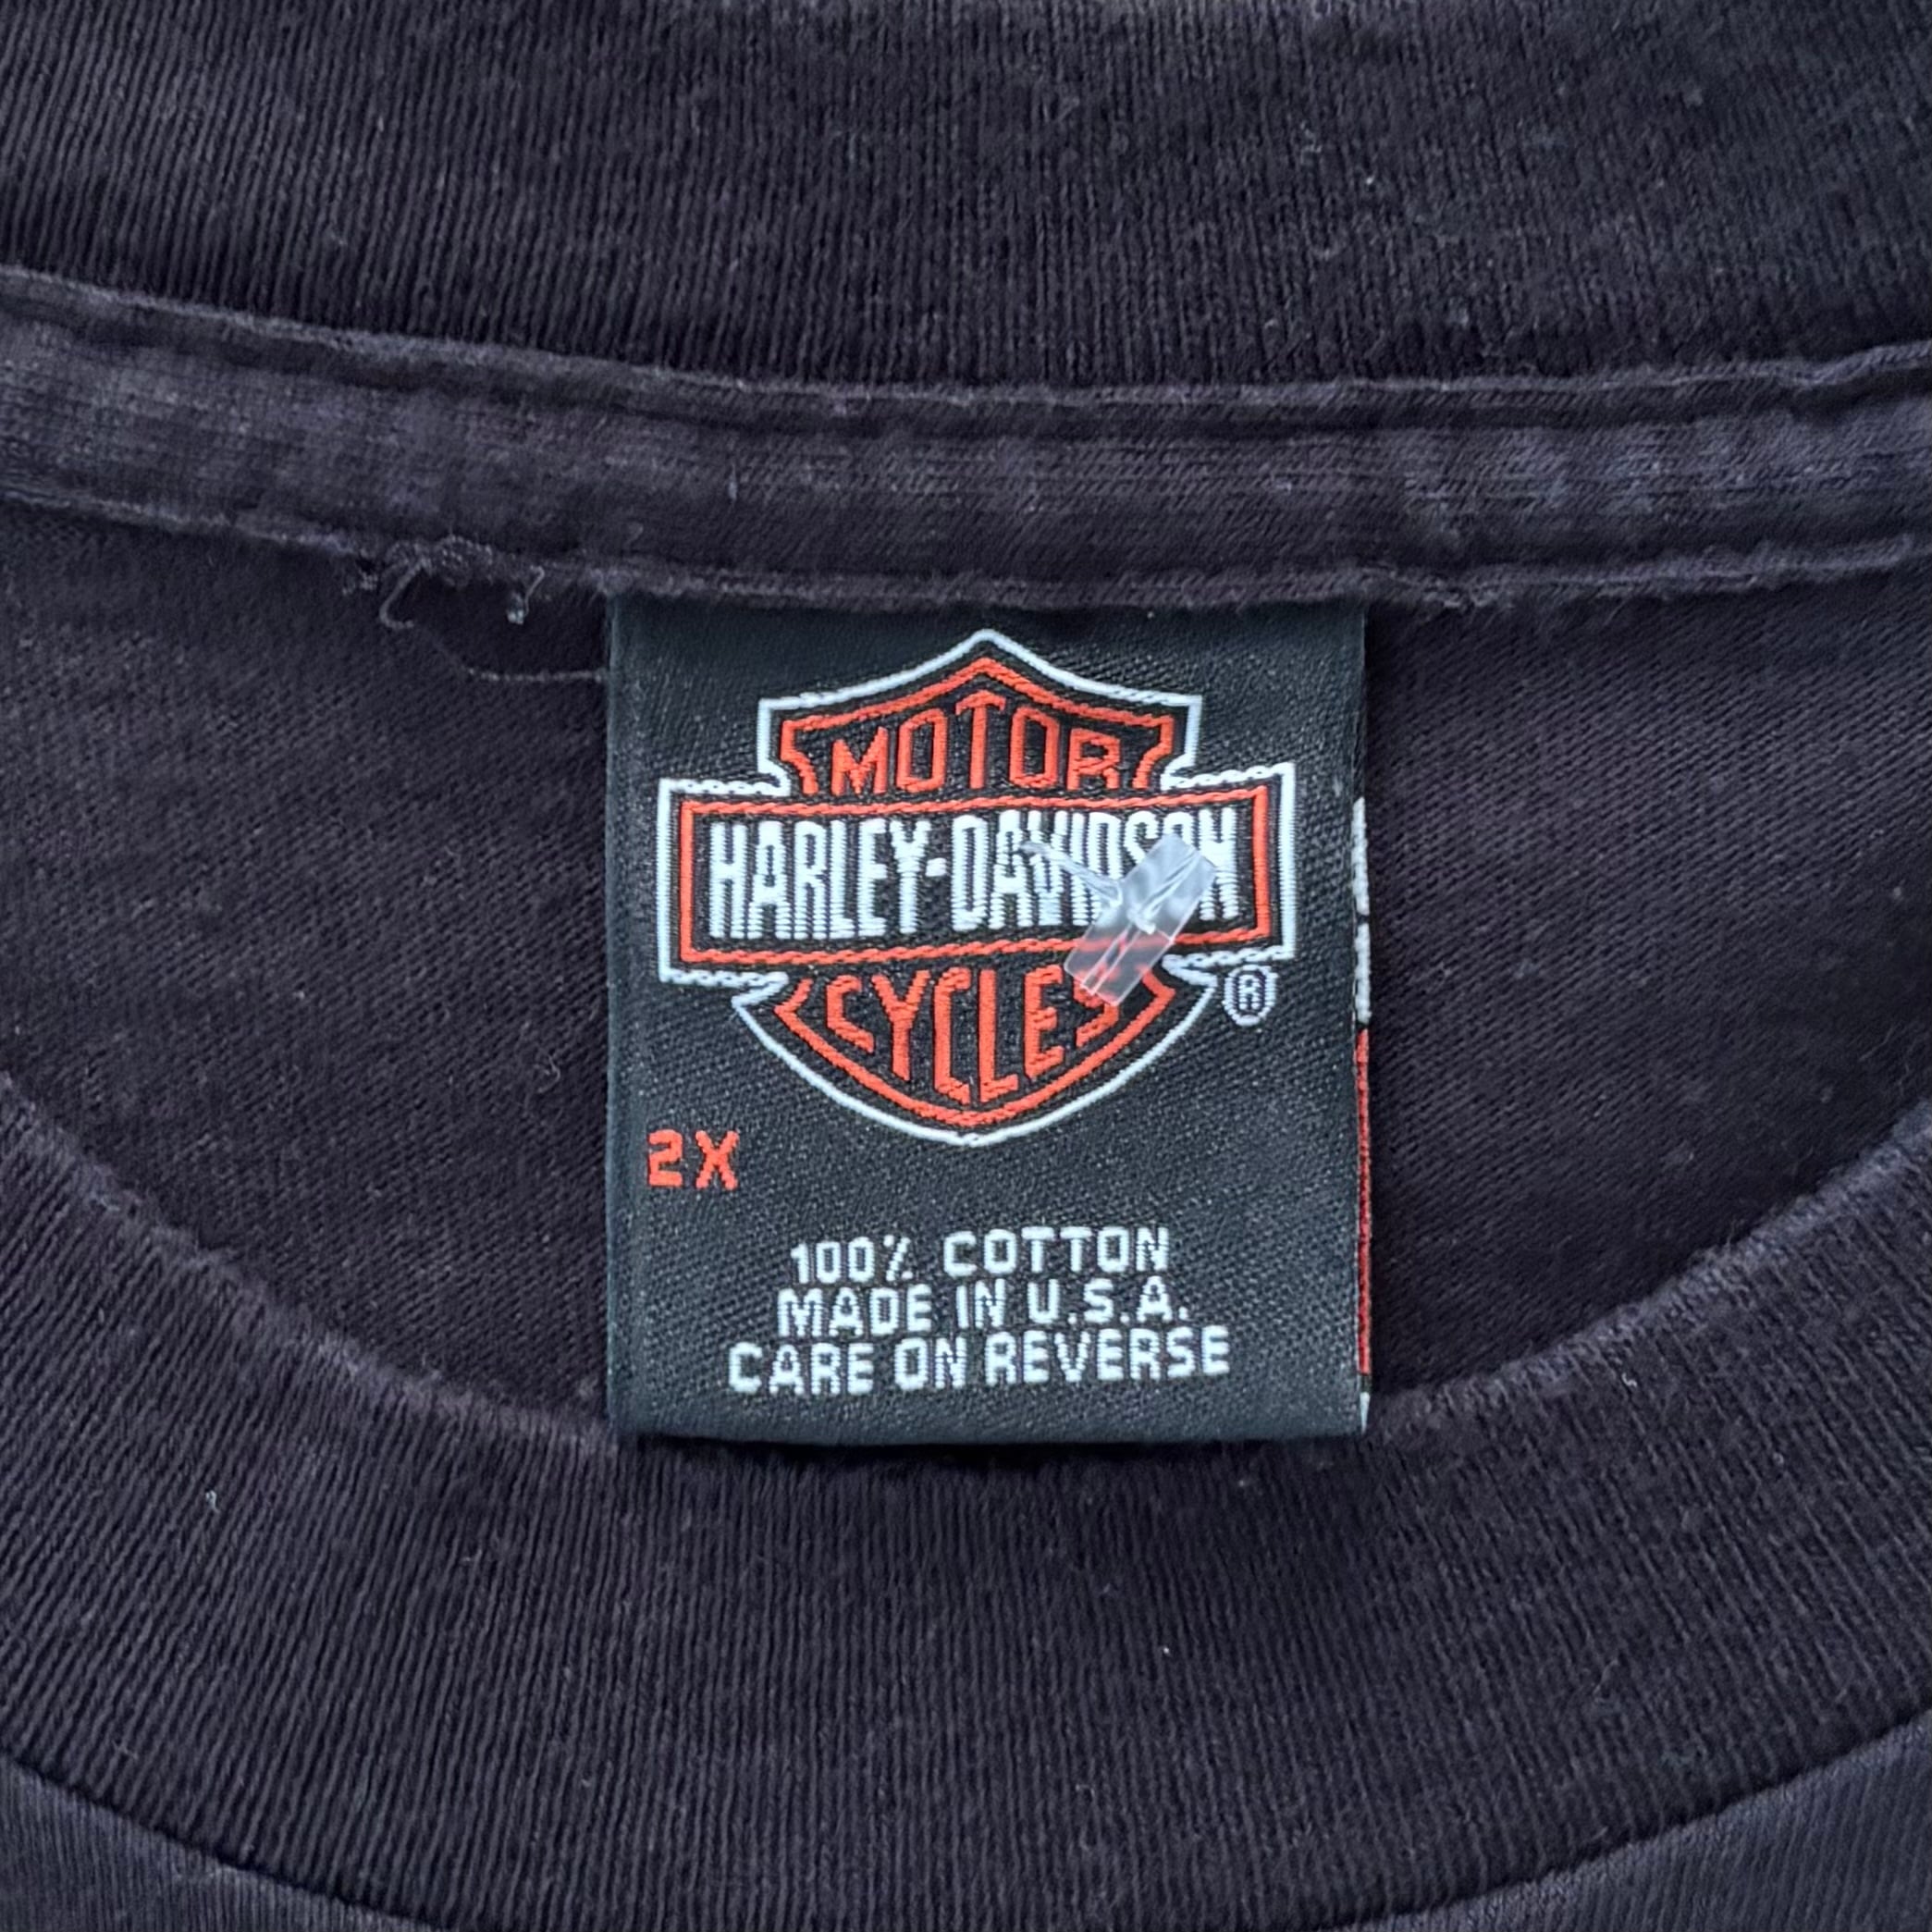 MOTOR
HARLEY-DAVIDSON
CYCLES
®
2X
100% COTTON
MADE IN U.S.A.
CARE ON REVERSE